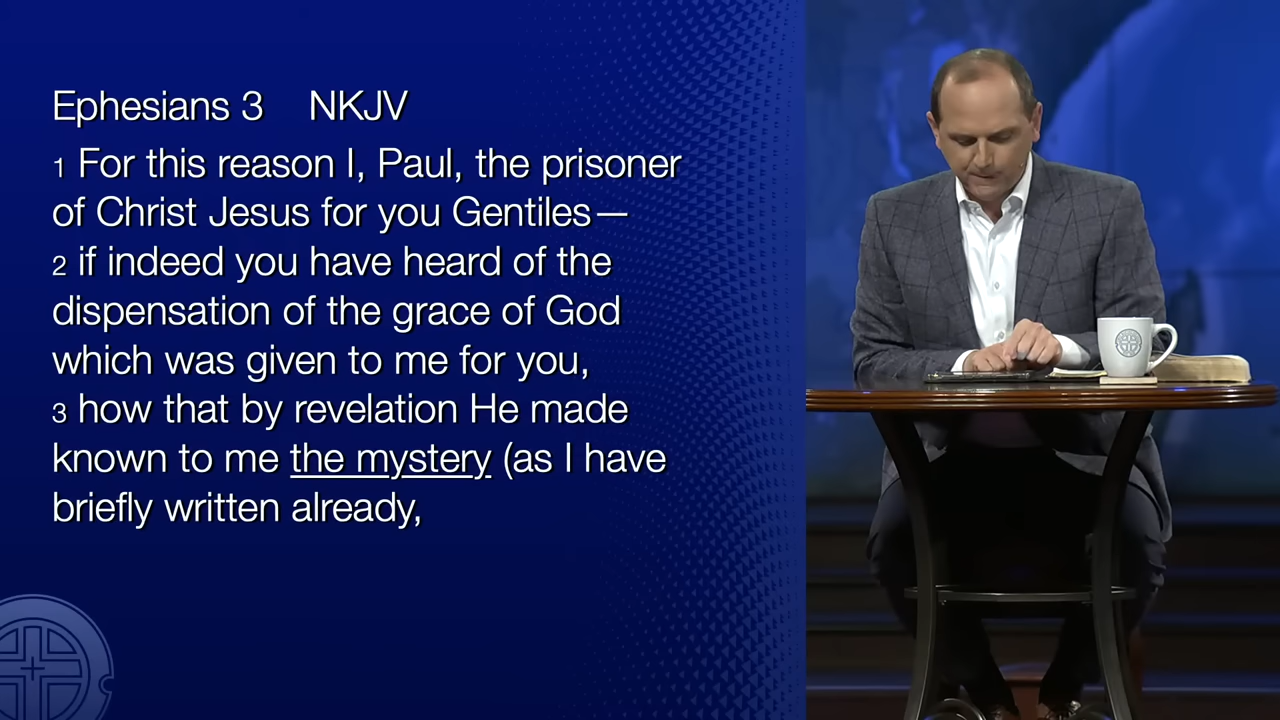 Ephesians 3 NKJV
1 For this reason I, Paul, the prisoner
of Christ Jesus for you Gentiles—
2 if indeed you have heard of the
dispensation of the grace of God
which was given to me for you,
3 how that by revelation He made
known to me the mystery (as I have
briefly written already,